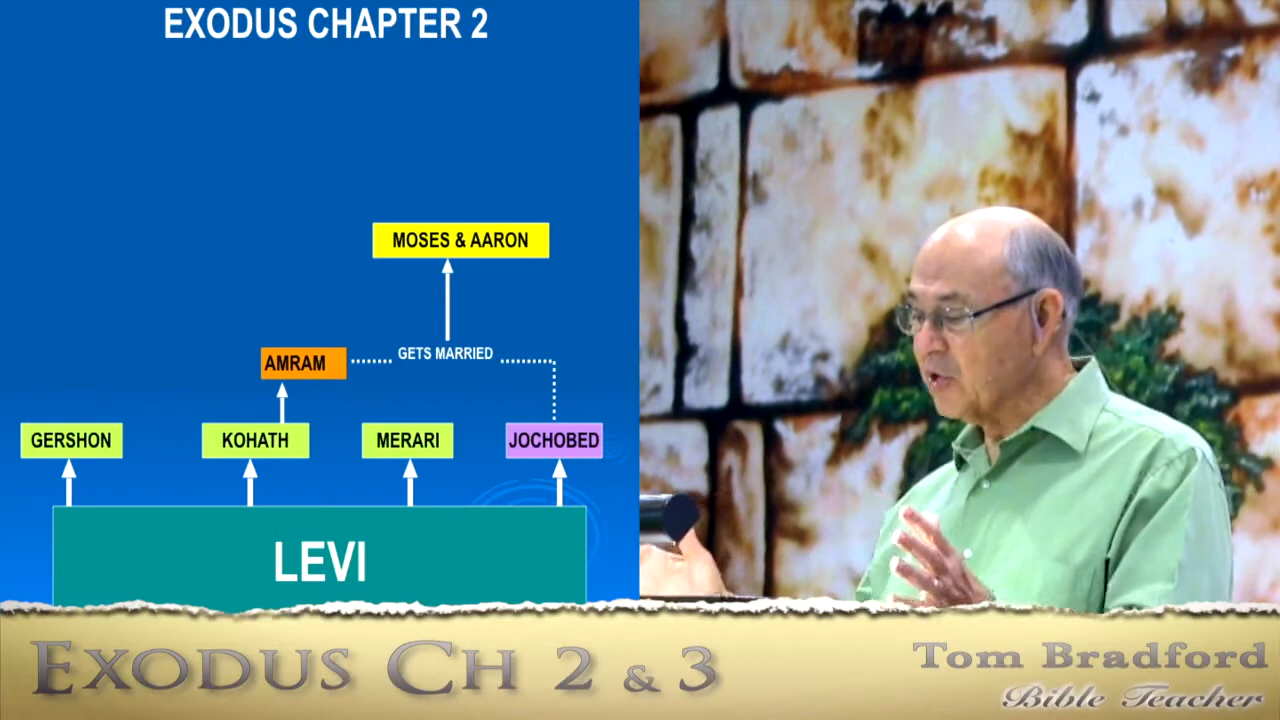 EXODUS CHAPTER 2
MOSES & AARON
AMRAM
GETS MARRIED
GERSHON
KOHATH
MERARI
JOCHOBED
LEVI
EXODUS CH 2 & 3
Tom Bradford
Bible Teacher